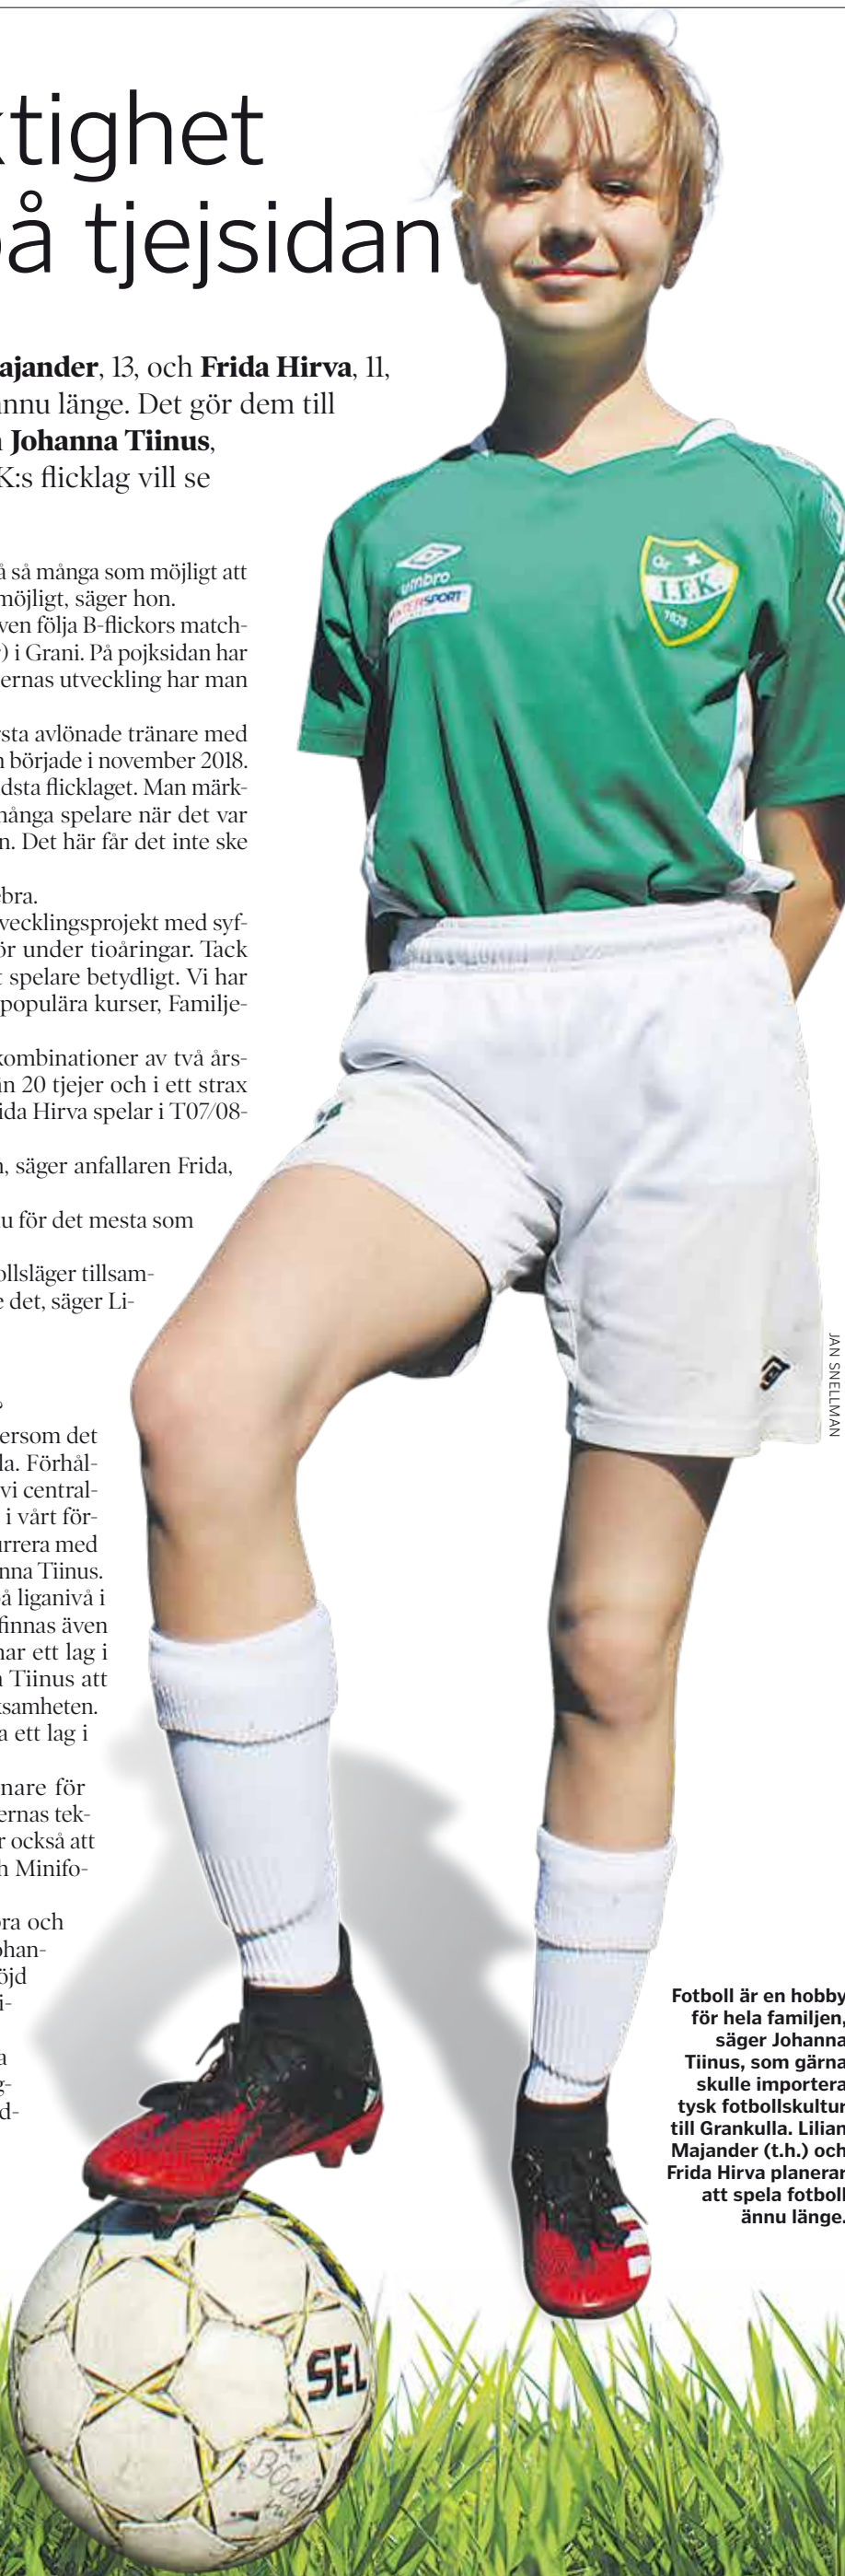 ktighet
på tjejsidan
ajander, 13, och Frida Hirva, 11,
nnu länge. Det gör dem till
Johanna Tiinus,
K:s flicklag vill se
å så många som möjligt att
möjligt, säger hon.
ven följa B-flickors match-
) i Grani. På pojksidan har
ernas utveckling har man
rsta avlönade tränare med
n började i november 2018.
dsta flicklaget. Man märk-
många spelare när det var
n. Det här får det inte ske
bra.
vecklingsprojekt med syf-
ör under tioåringar. Tack
t spelare betydligt. Vi har
populära kurser, Familje-
kombinationer av två års-
än 20 tjejer och i ett strax
ida Hirva spelar i T07/08-
n, säger anfallaren Frida,
u för det mesta som
ollsläger tillsam-
e det, säger Li-
ersom det
la. Förhål-
vi central-
i vårt för-
urrera med
nna Tiinus.
å liganivå i
finnas även
har ett lag i
n Tiinus att
ksamheten.
a ett lag i
nare för
ernas tek-
r också att
h Minifo-
ra och
ohan-
öjd
i-
a
g-
d-
umbro
INTERSPORT
Gr
I.F.K.
1925
JAN SNELLMAN
Fotboll är en hobby
för hela familjen,
säger Johanna
Tiinus, som gärna
skulle importera
tysk fotbollskultur
till Grankulla. Lilian
Majander (t.h.) och
Frida Hirva planerar
att spela fotboll
ännu länge.
SEL